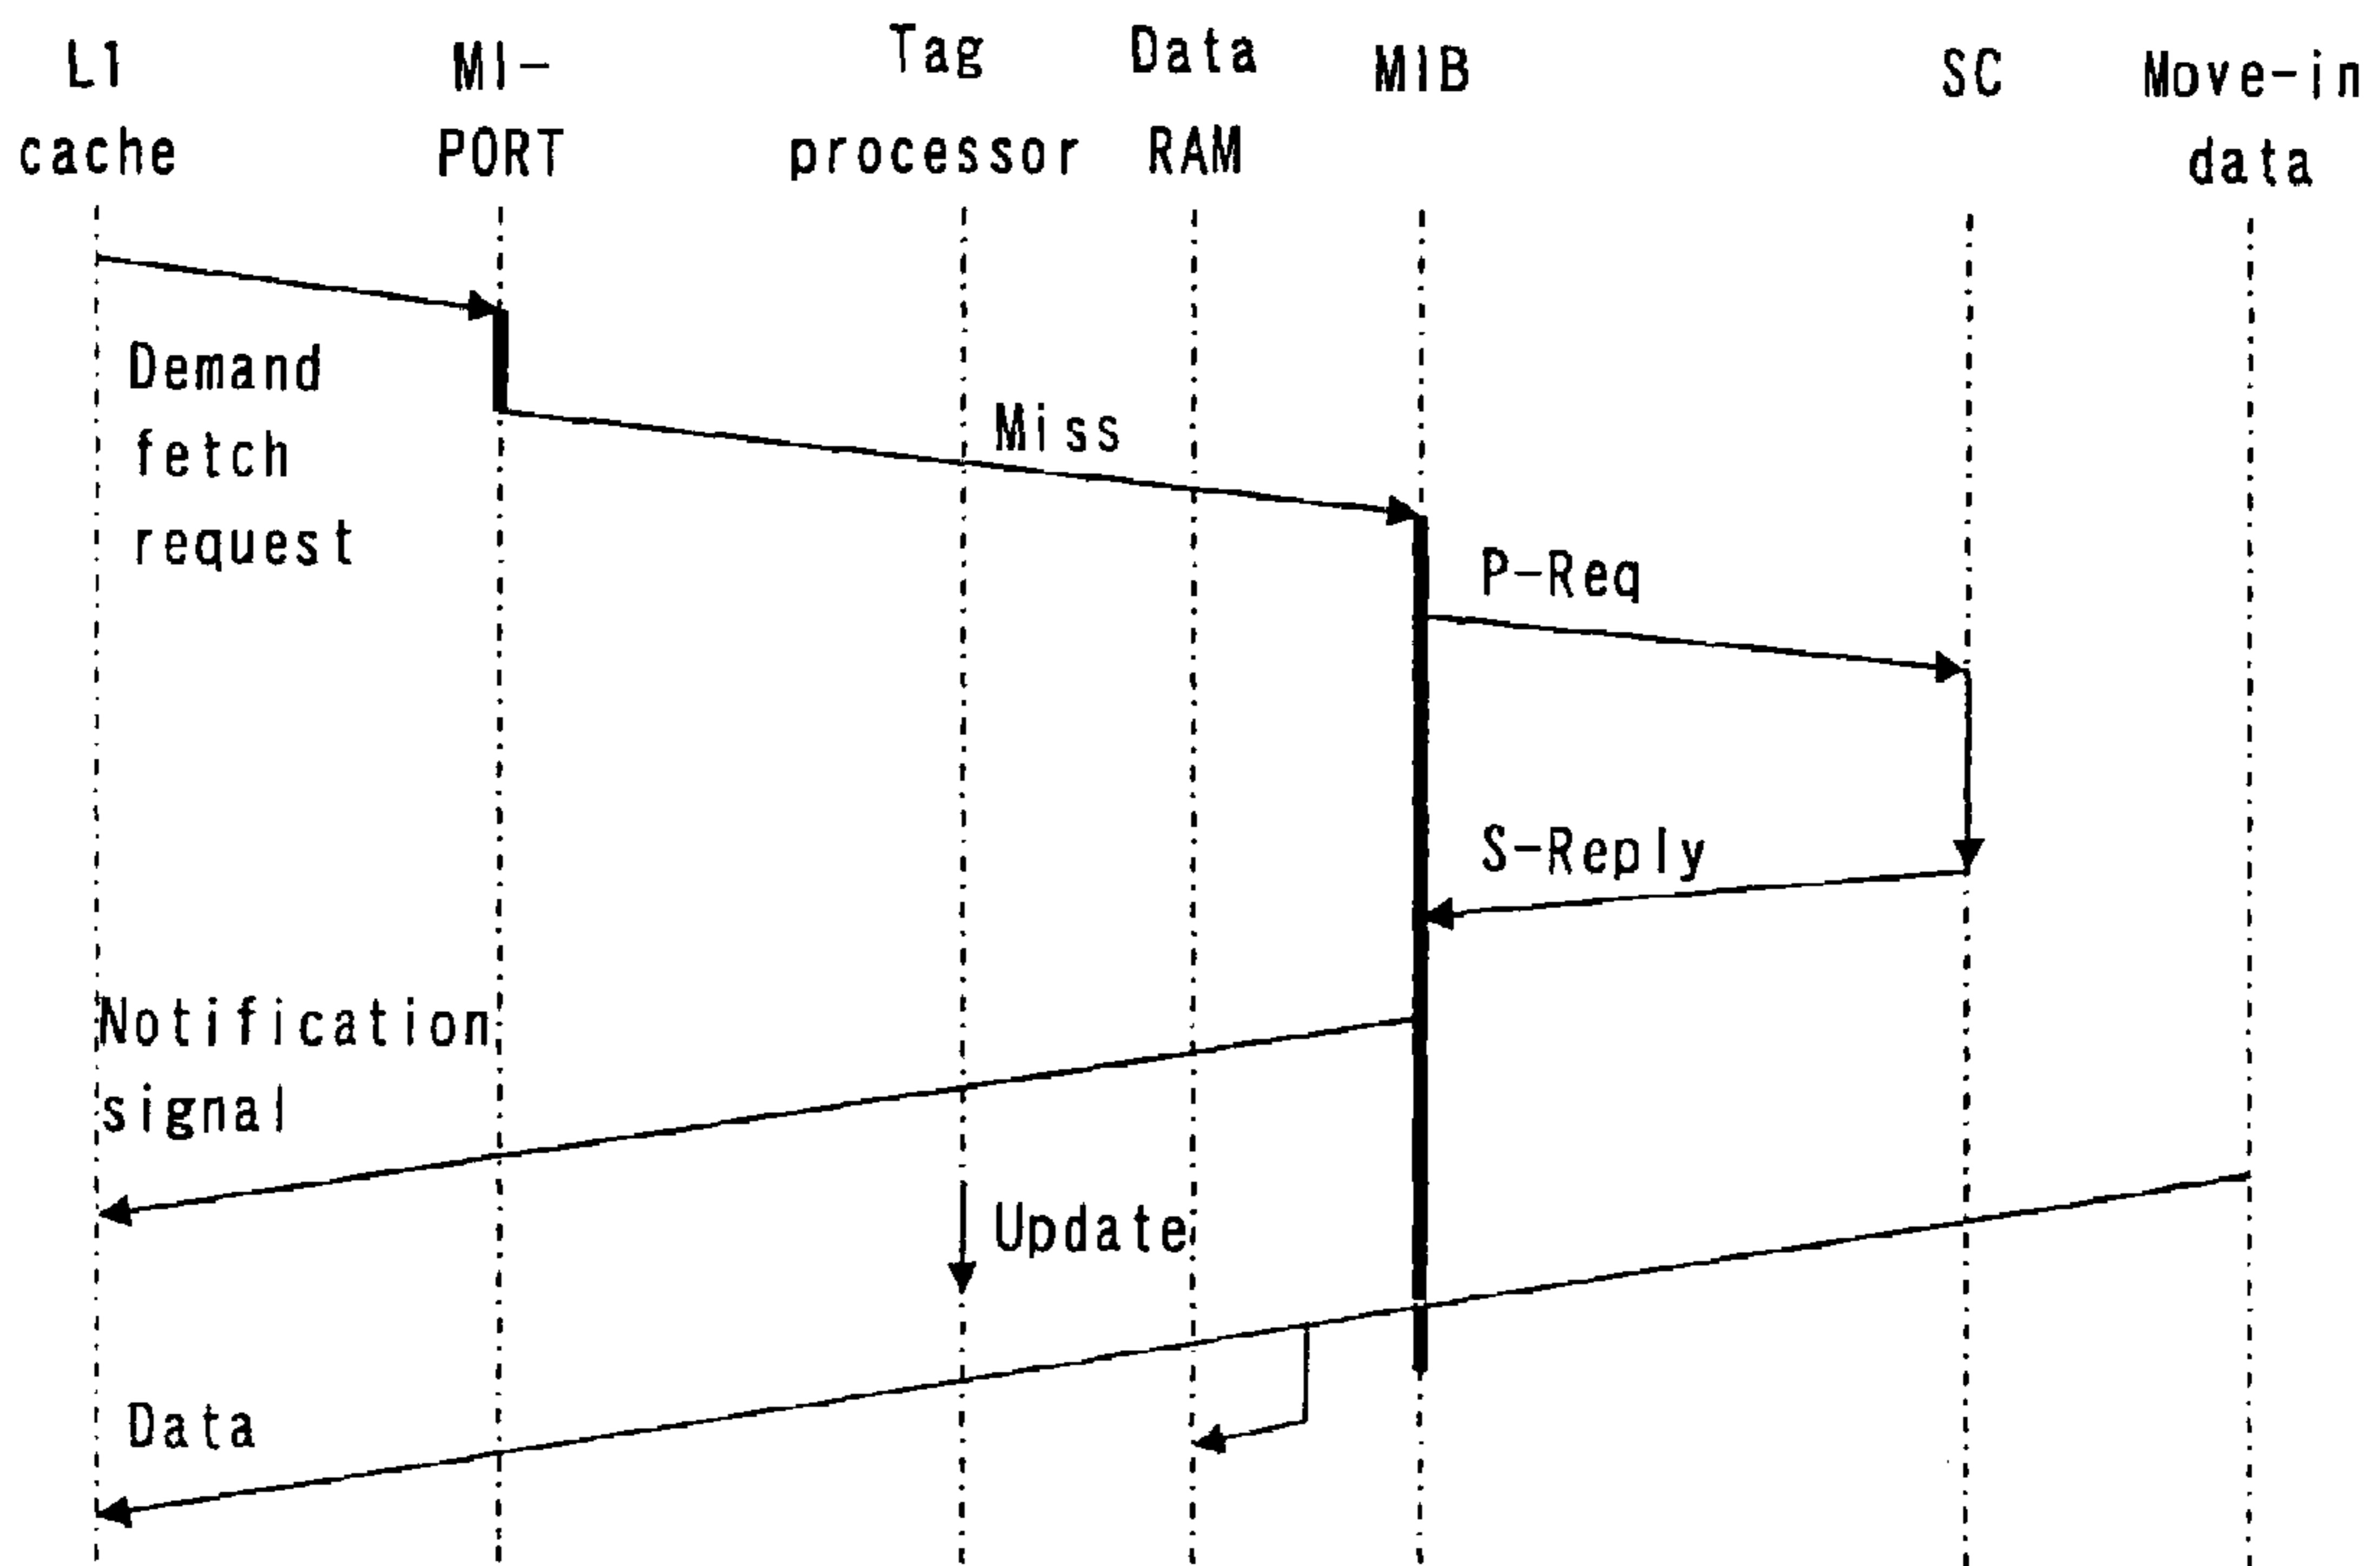 L1 cache
MI-PORT
Tag processor
Data RAM
MIB
SC
Move-in data
Demand
fetch
request
Miss
P-Req
S-Reply
Notification
signal
Update
Data